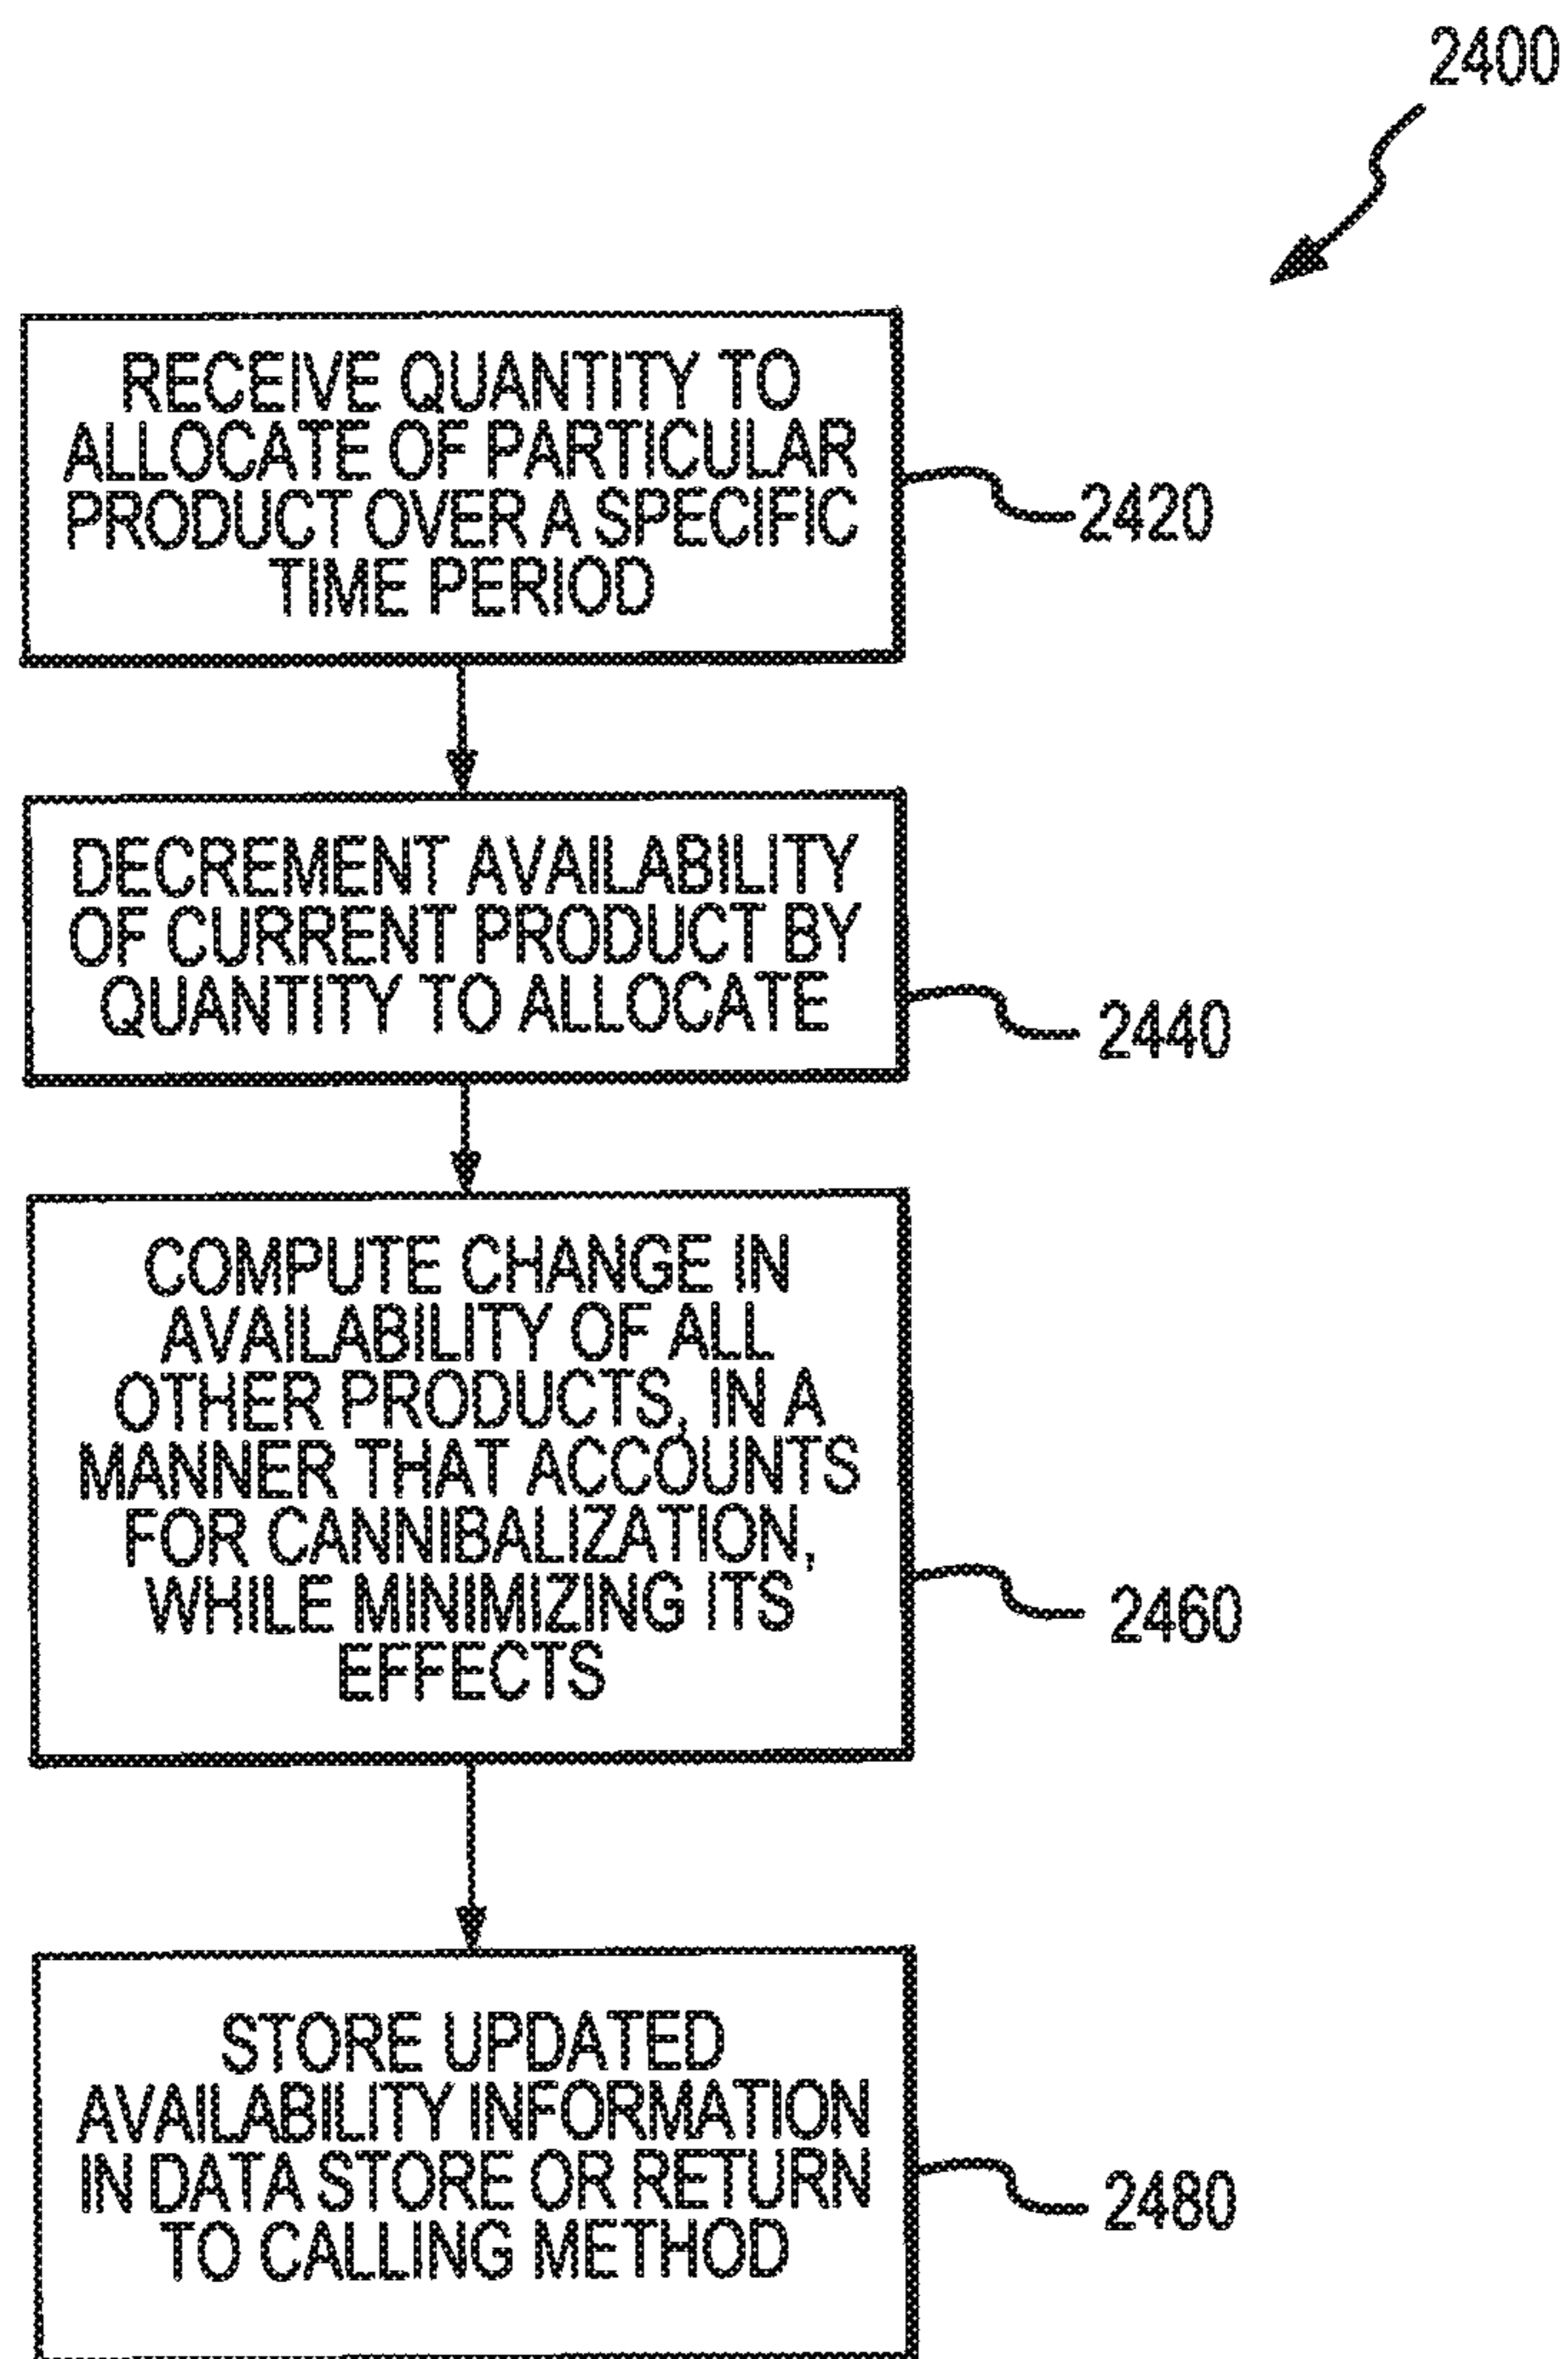 2400
RECEIVE QUANTITY TO
ALLOCATE OF PARTICULAR
PRODUCT OVER A SPECIFIC
TIME PERIOD
2420
DECREMENT AVAILABILITY
OF CURRENT PRODUCT BY
QUANTITY TO ALLOCATE
2440
COMPUTE CHANGE IN
AVAILABILITY OF ALL
OTHER PRODUCTS, IN A
MANNER THAT ACCOUNTS
FOR CANNIBALIZATION,
WHILE MINIMIZING ITS
EFFECTS
2460
STORE UPDATED
AVAILABILITY INFORMATION
IN DATA STORE OR RETURN
TO CALLING METHOD
2480